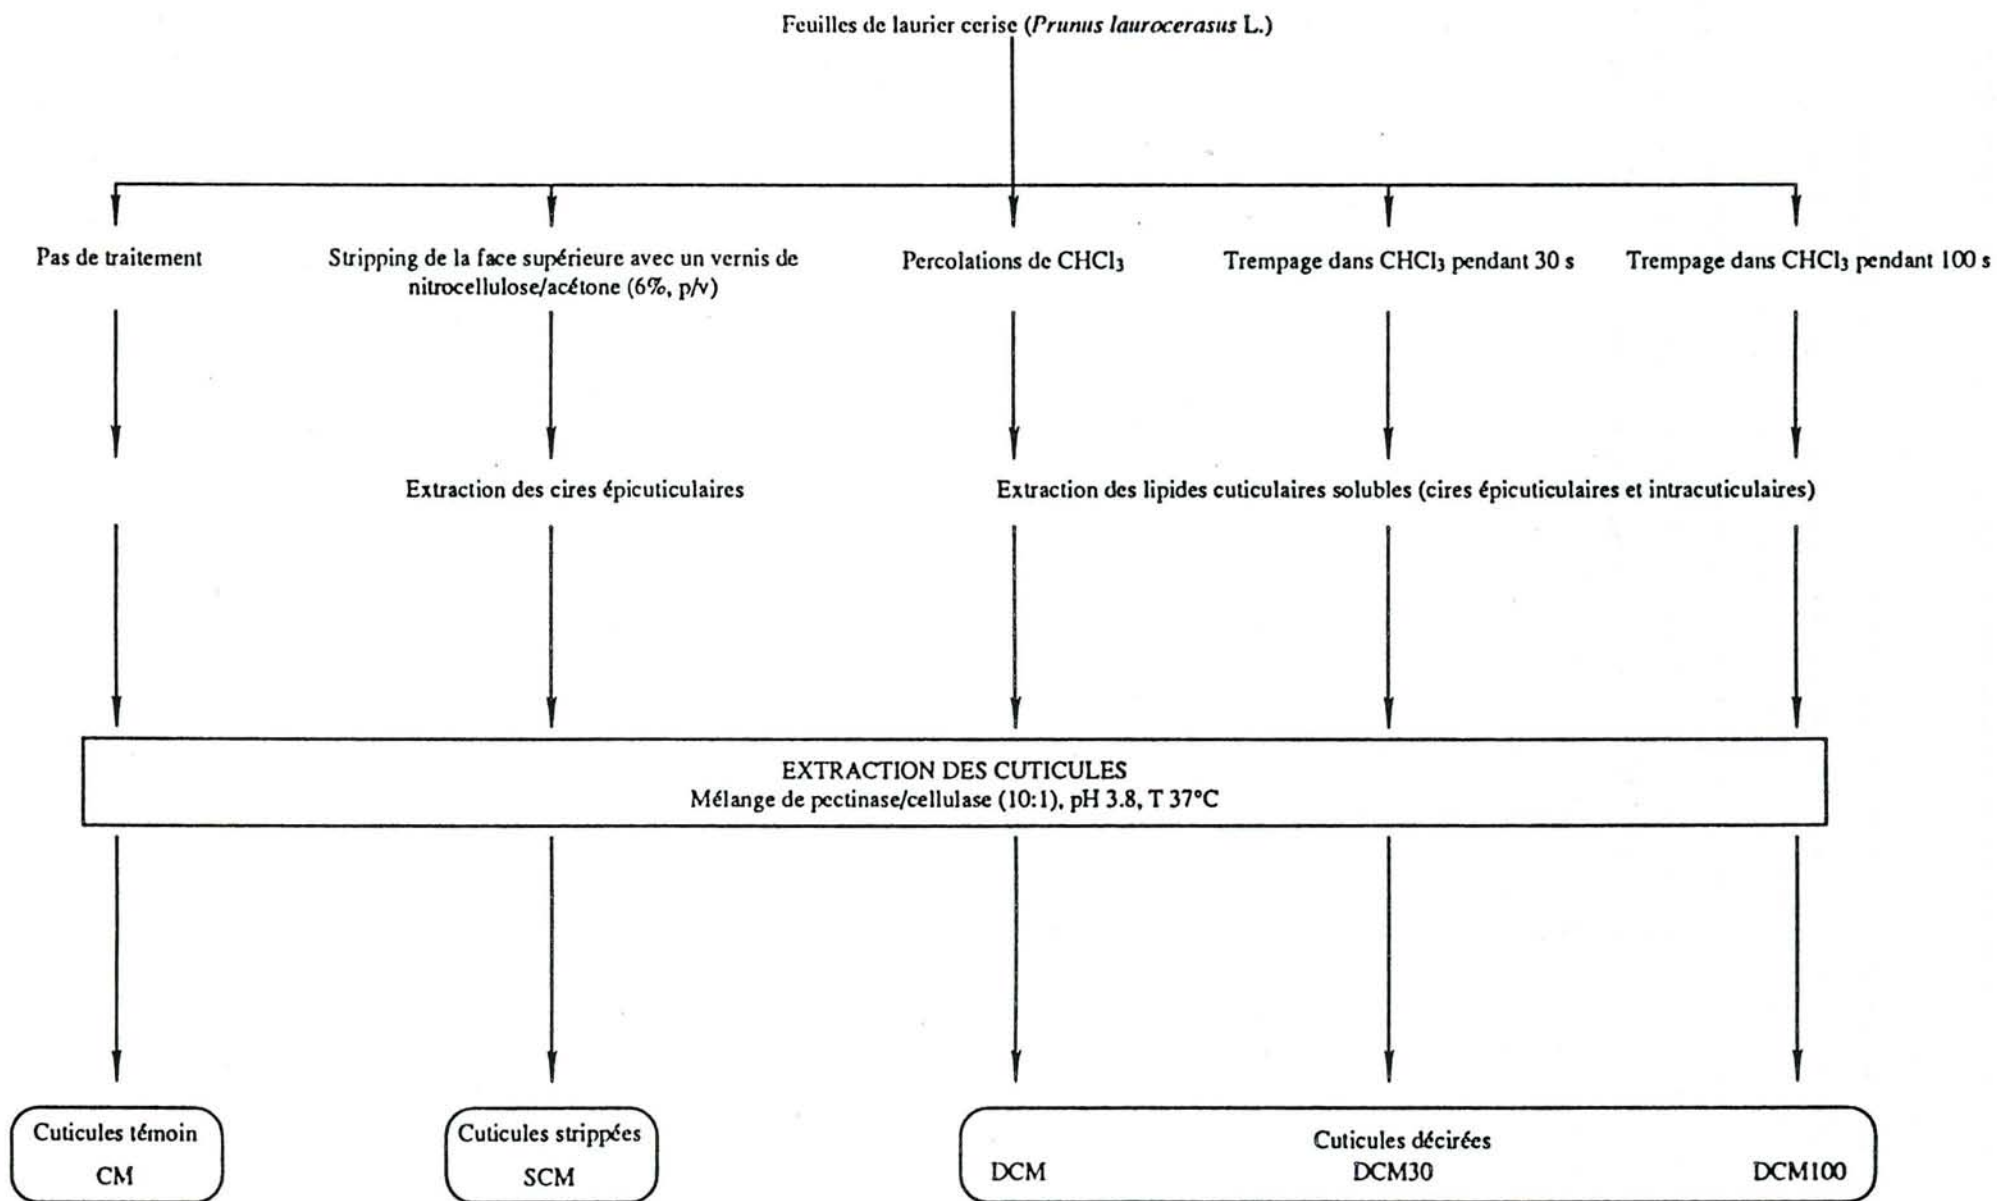 Feuilles de laurier cerise (Prunus laurocerasus L.)
Pas de traitement
Stripping de la face supérieure avec un vernis de
nitrocellulose/acétone (6%, p/v)
Percolations de CHCl₃
Trempage dans CHCl₃ pendant 30 s
Trempage dans CHCl₃ pendant 100 s
Extraction des cires épicuticulaires
Extraction des lipides cuticulaires solubles (cires épicuticulaires et intracuticulaires)
EXTRACTION DES CUTICULES
Mélange de pectinase/cellulase (10:1), pH 3.8, T 37°C
Cuticules témoin
CM
Cuticules strippées
SCM
Cuticules décirées
DCM
DCM30
DCM100